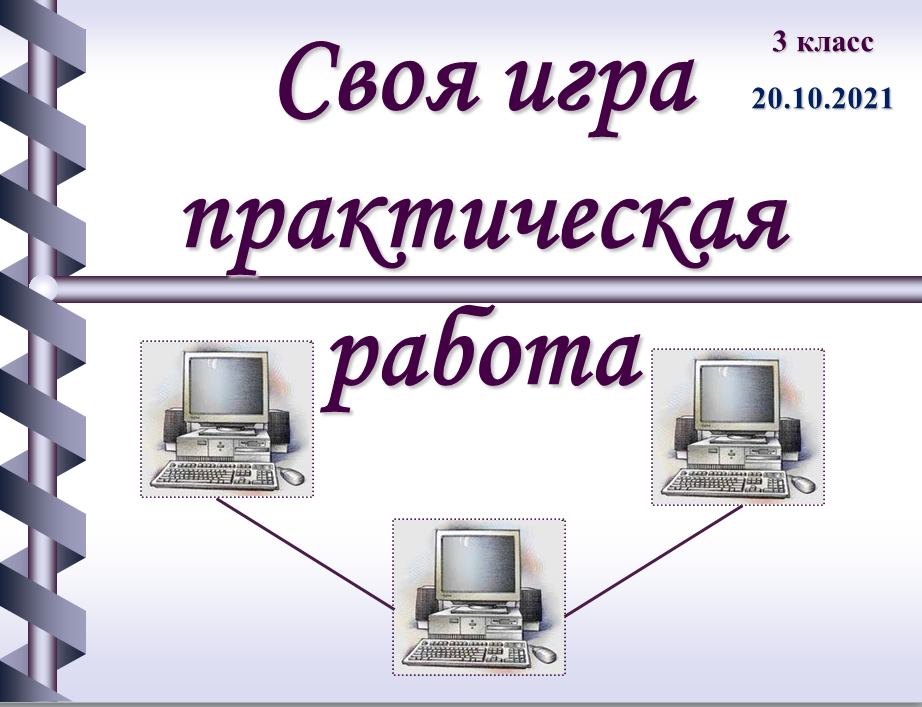 Своя игра
практическая
работа
3 класс
20.10.2021